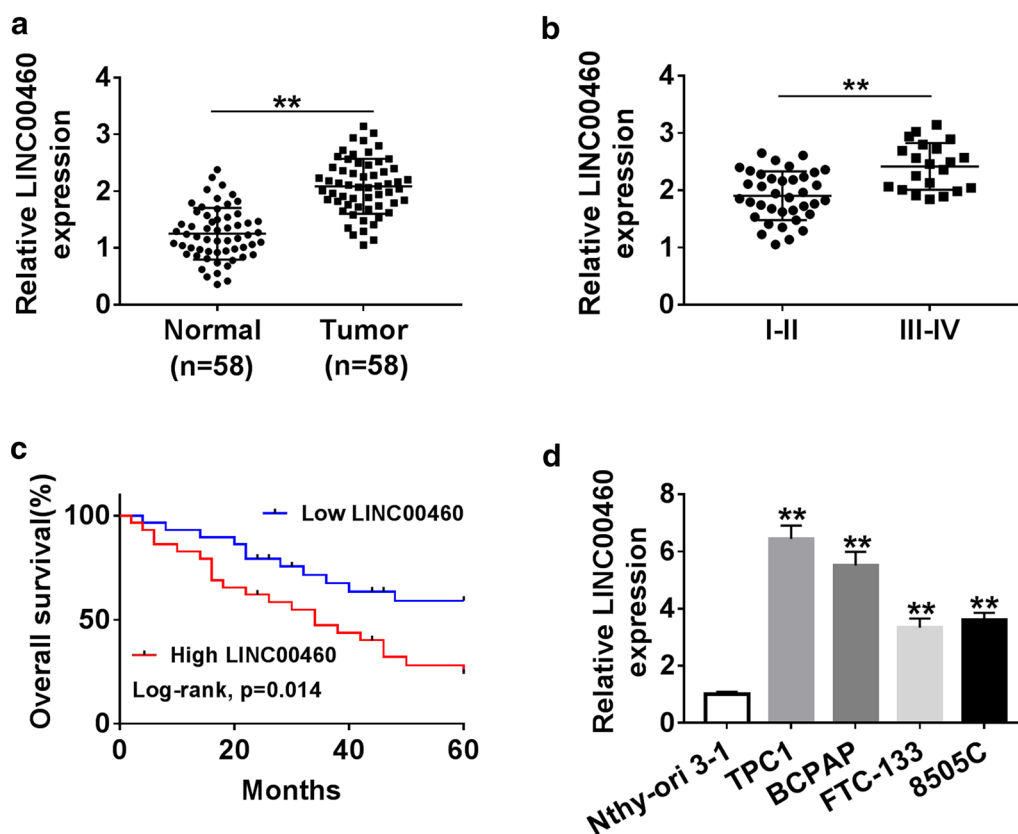 a
Relative LINC00460
expression
4
3
2
1
0
**
Normal
(n=58)
Tumor
(n=58)
b
Relative LINC00460
expression
4
3
2
1
0
**
I-II
III-IV
c
Overall survival(%)
100
50
0
Low LINC00460
High LINC00460
Log-rank, p=0.014
0 20 40 60
Months
d
Relative LINC00460
expression
8
6
4
2
0
**
**
**
**
Nthy-ori 3-1
TPC1
BCPAP
FTC-133
8505C